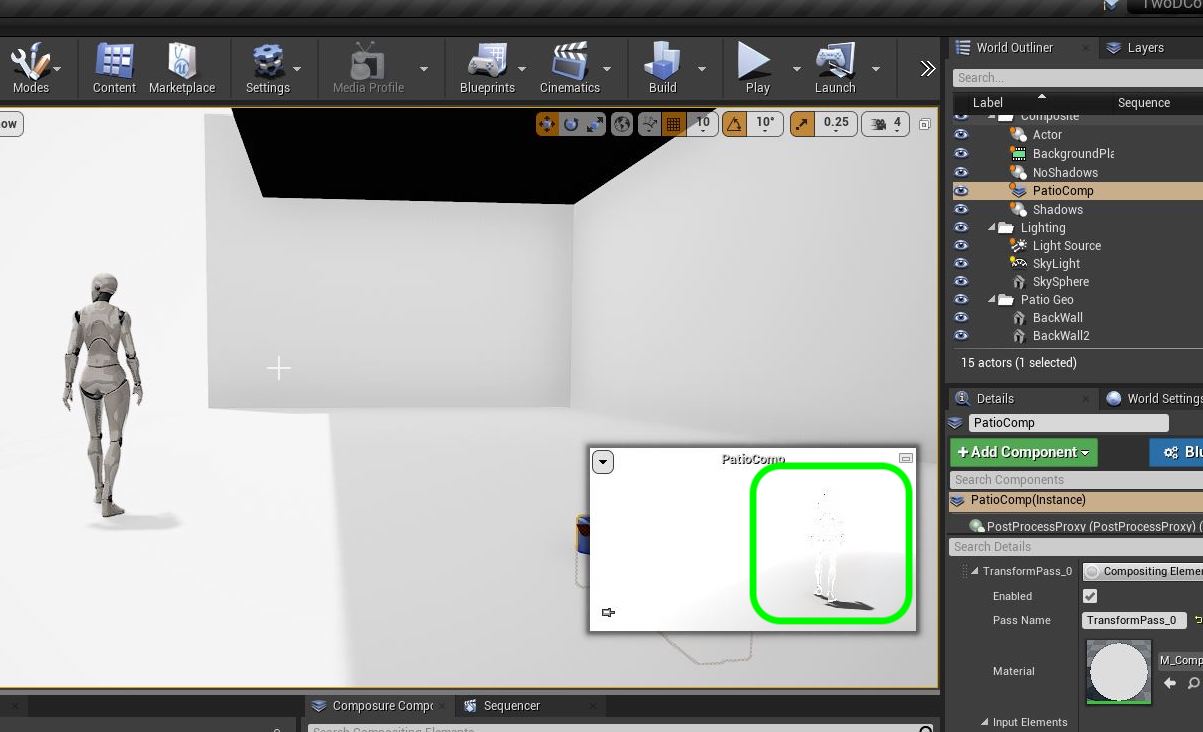 TwoDCo
Modes
Content
Marketplace
Settings
Media Profile
Blueprints
Cinematics
Build
Play
Launch
World Outliner
Layers
Search...
Label
Sequence
ow
10
10°
0.25
4
Composite
Actor
BackgroundPla
NoShadows
PatioComp
Shadows
Lighting
Light Source
SkyLight
SkySphere
Patio Geo
BackWall
BackWall2
15 actors (1 selected)
Details
World Settings
PatioComp
+Add Component
Blu
Search Components
PatioComp(Instance)
PostProcessProxy (PostProcessProxy) (
Search Details
TransformPass_0
Compositing Elemen
Enabled
Pass Name
TransformPass_0
Material
M_Comp
Input Elements
PatioComp
Composure Compo
Sequencer
Search Compositing Elements